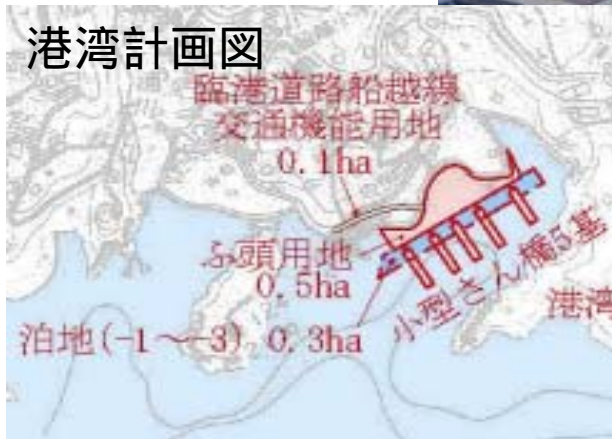 港湾計画図
臨港道路船越線
交通機能用地
0.1ha
ふ頭用地
0.5ha
泊地(-1～-3) 0.3ha
小型さん橋5基
港湾